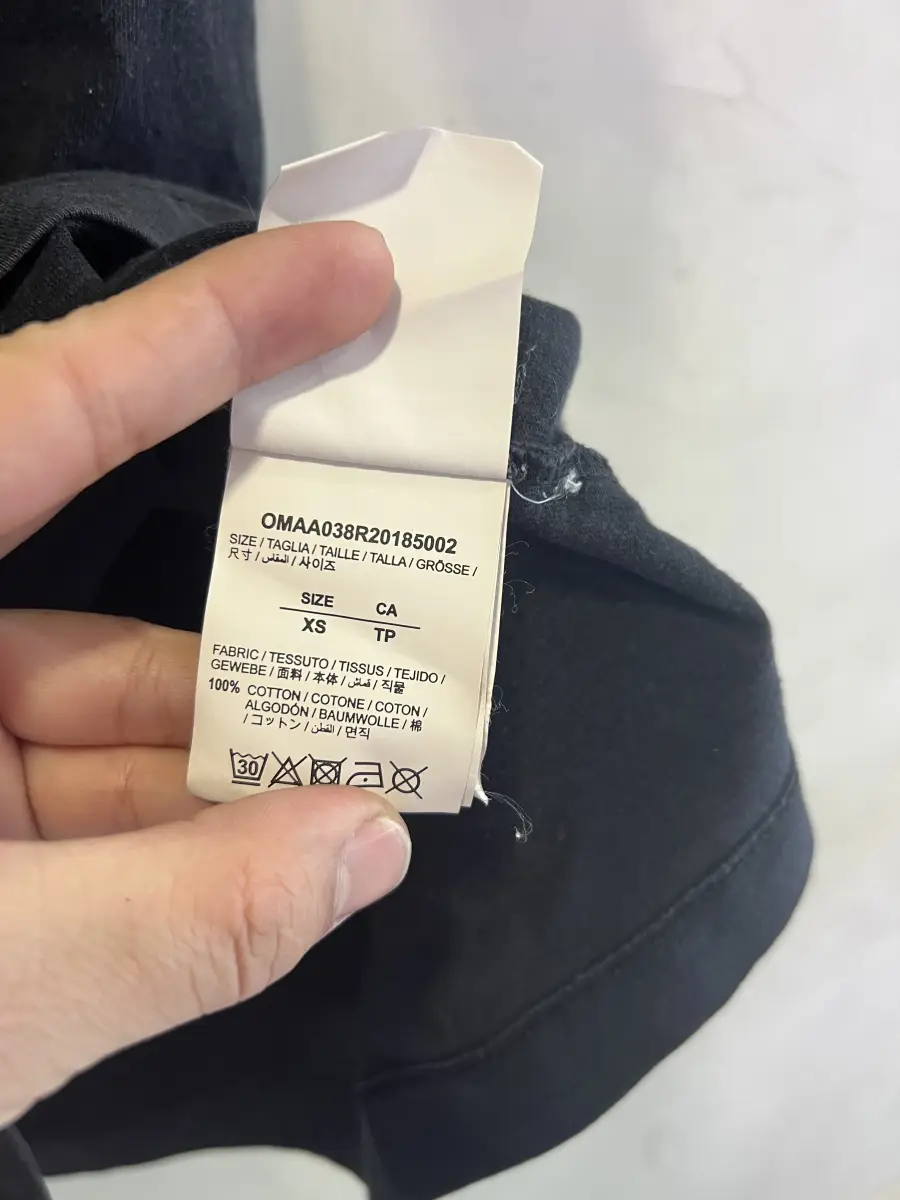 OMAA038R20185002
SIZE / TAGLIA / TAILLE / TALLA / GRÖSSE /
尺寸 / المقاس / 사이즈
SIZE CA
XS TP
FABRIC / TESSUTO / TISSUS / TEJIDO /
GEWEBE / 面料 / 本体 / قماش / 직물
100% COTTON / COTONE / COTON /
ALGODÓN / BAUMWOLLE / 棉
/ コットン / القطن / 면직
30